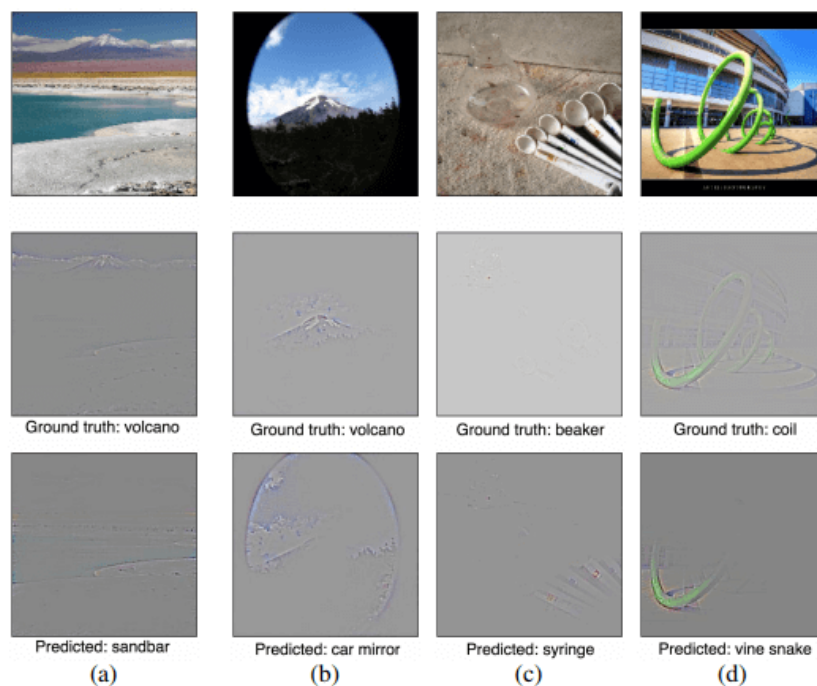 Ground truth: volcano
Ground truth: volcano
Ground truth: beaker
Ground truth: coil
Predicted: sandbar
Predicted: car mirror
Predicted: syringe
Predicted: vine snake
(a)
(b)
(c)
(d)